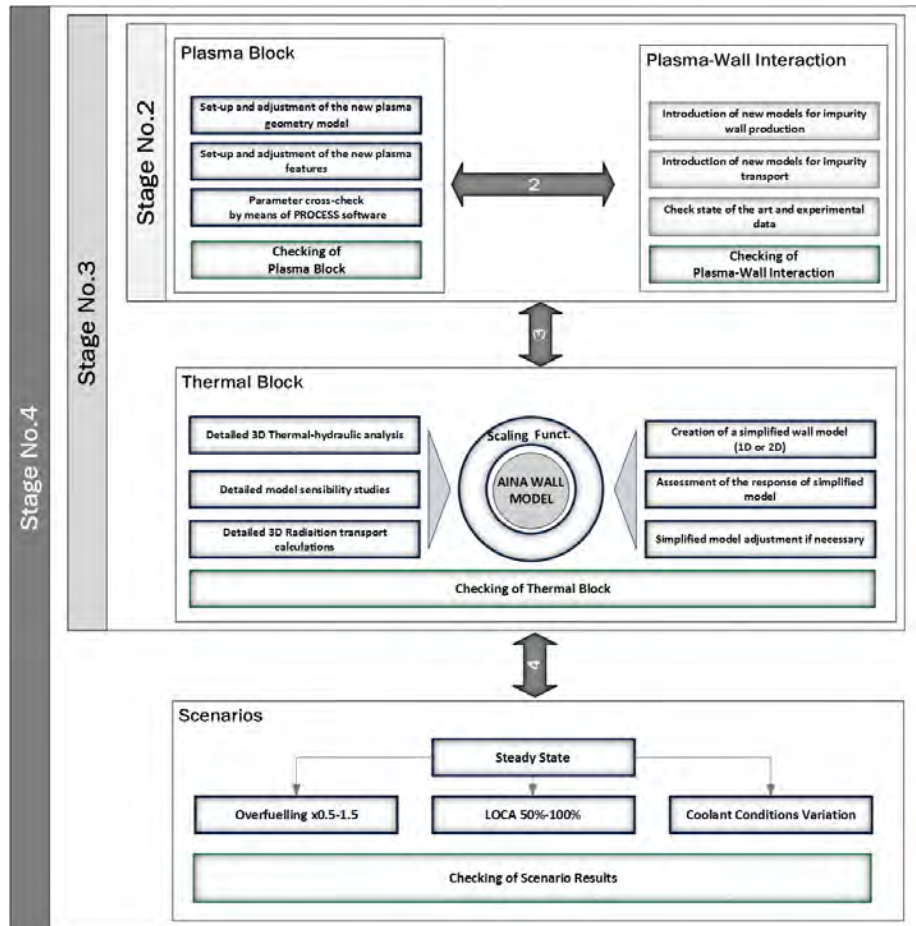 Stage No.4
Stage No.3
Stage No.2
Plasma Block
Set-up and adjustment of the new plasma
geometry model
Set-up and adjustment of the new plasma
features
Parameter cross-check
by means of PROCESS software
Checking of
Plasma Block
2
Plasma-Wall Interaction
Introduction of new models for impurity
wall production
Introduction of new models for impurity
transport
Check state of the art and experimental
data
Checking of
Plasma-Wall Interaction
3
Thermal Block
Detailed 3D Thermal-hydraulic analysis
Detailed model sensibility studies
Detailed 3D Radiaition transport
calculations
Scaling Funct.
AINA WALL
MODEL
Creation of a simplified wall model
(1D or 2D)
Assessment of the response of simplified
model
Simplified model adjustment if necessary
Checking of Thermal Block
4
Scenarios
Steady State
Overfuelling x0.5-1.5
LOCA 50%-100%
Coolant Conditions Variation
Checking of Scenario Results